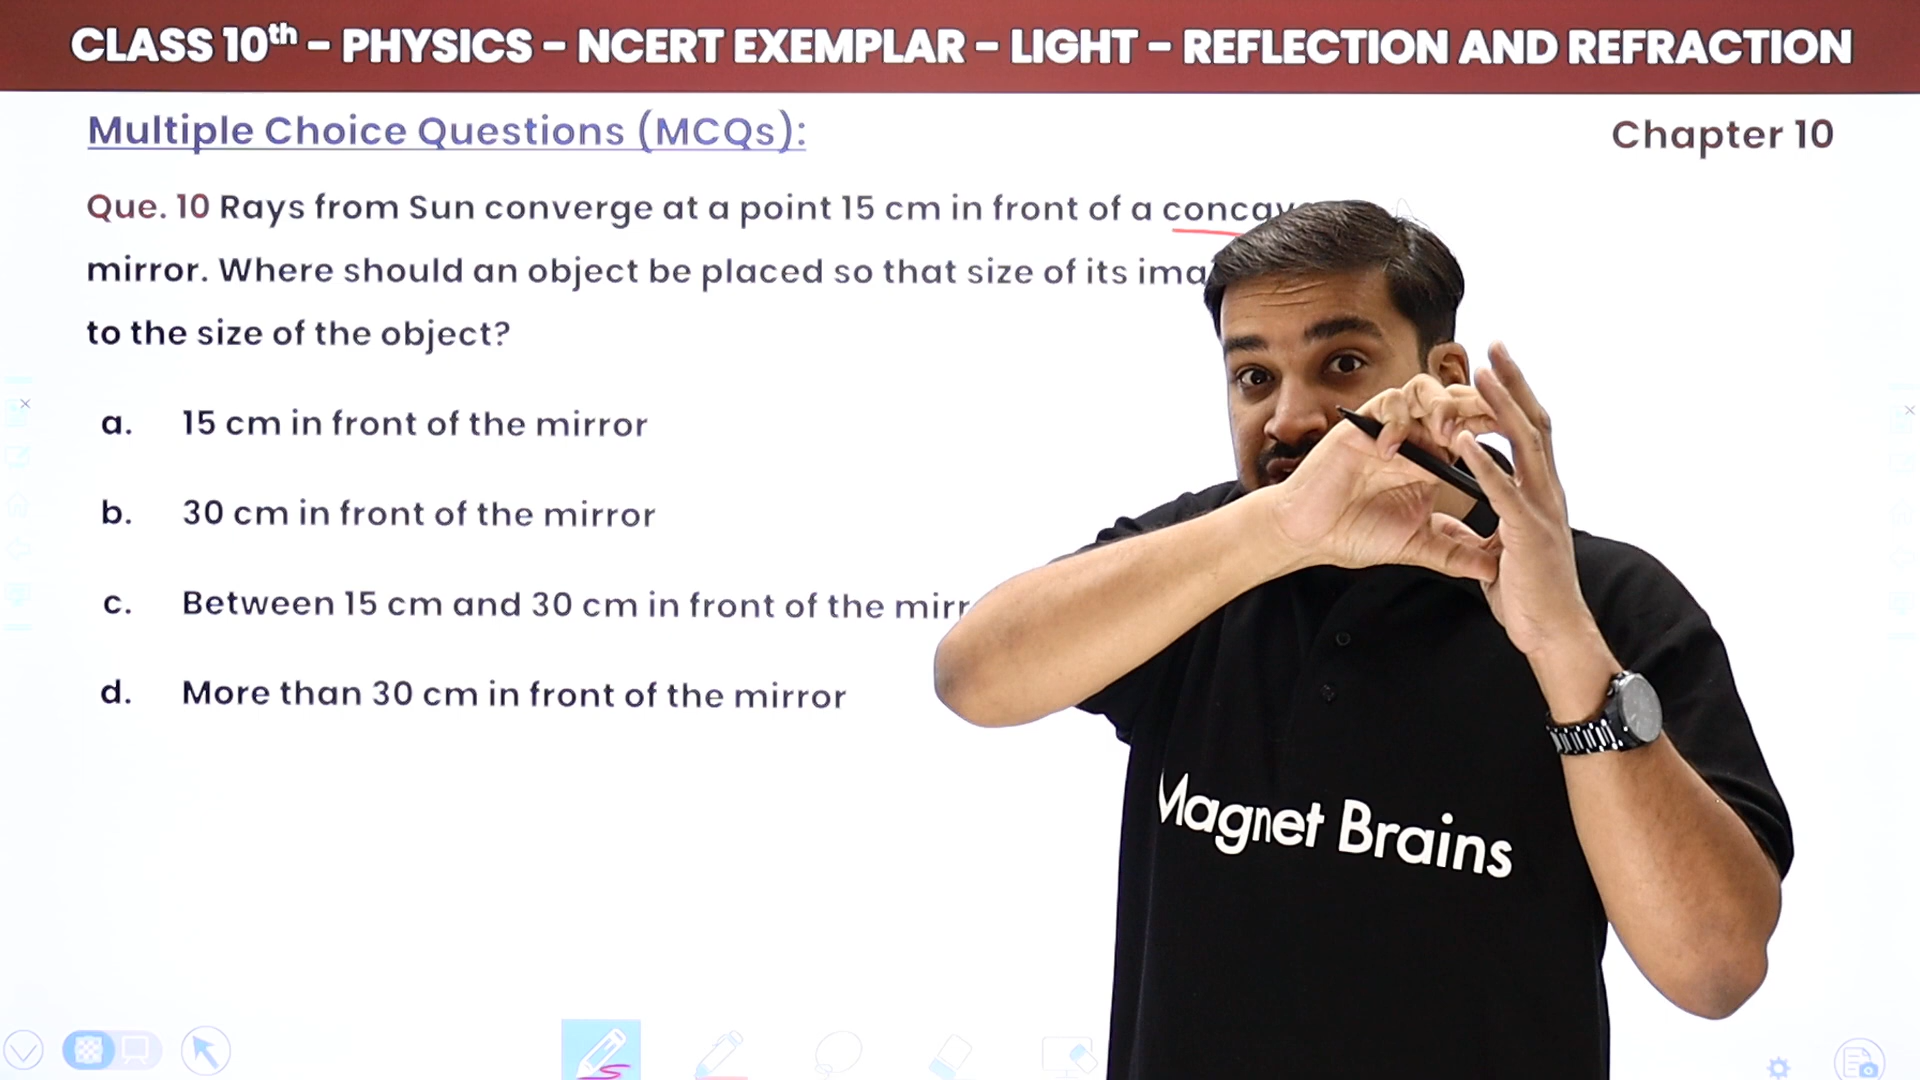 CLASS 10th - PHYSICS - NCERT EXEMPLAR - LIGHT - REFLECTION AND REFRACTION
Multiple Choice Questions (MCQs):
Chapter 10
Que. 10 Rays from Sun converge at a point 15 cm in front of a
mirror. Where should an object be placed so that size of its
to the size of the object?
a. 15 cm in front of the mirror
b. 30 cm in front of the mirror
c. Between 15 cm and 30 cm in front of the
d. More than 30 cm in front of the mirror
Magnet Brains